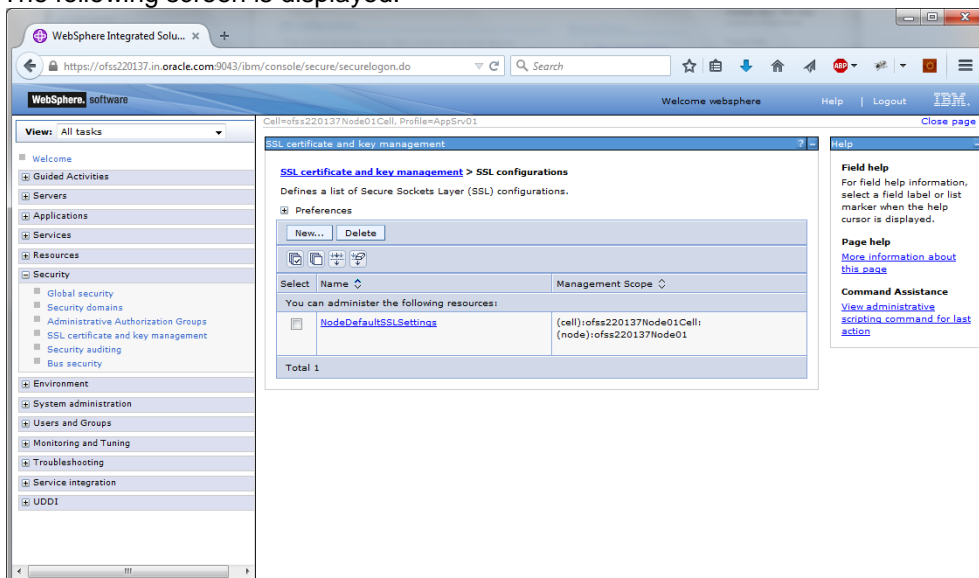 The following screen is displayed.
WebSphere Integrated Solu... × +
https://ofss220137.in.oracle.com:9043/ibm/console/secure/securelogon.do
Search
ABP
WebSphere. software
Welcome websphere
Help | Logout
IBM.
View: All tasks
Cell=ofss220137Node01Cell, Profile=AppSrv01
Close page
Welcome
Guided Activities
Servers
Applications
Services
Resources
Security
Global security
Security domains
Administrative Authorization Groups
SSL certificate and key management
Security auditing
Bus security
Environment
System administration
Users and Groups
Monitoring and Tuning
Troubleshooting
Service integration
UDDI
SSL certificate and key management
? -
SSL certificate and key management > SSL configurations
Defines a list of Secure Sockets Layer (SSL) configurations.
Preferences
New... Delete
Select Name Management Scope
You can administer the following resources:
NodeDefaultSSLSettings
(cell):ofss220137Node01Cell:
(node):ofss220137Node01
Total 1
Help -
Field help
For field help information,
select a field label or list
marker when the help
cursor is displayed.
Page help
More information about
this page
Command Assistance
View administrative
scripting command for last
action